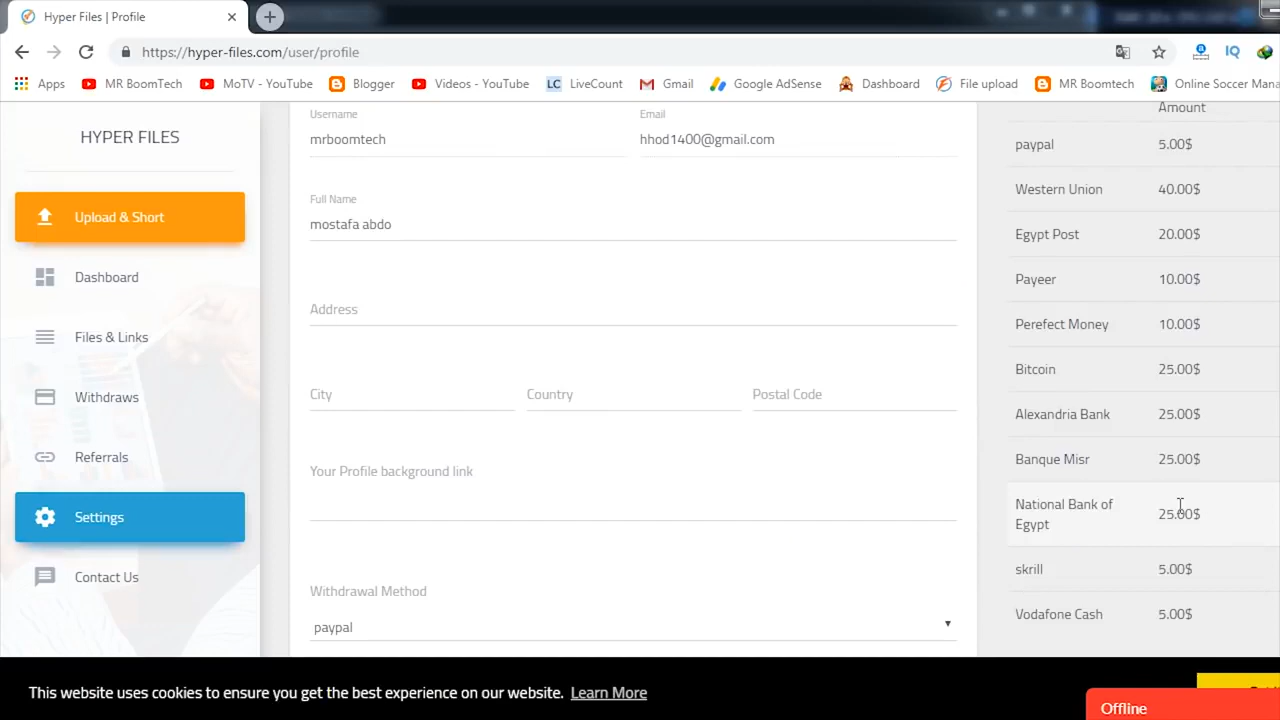 Hyper Files | Profile
https://hyper-files.com/user/profile
Apps MR BoomTech MoTV - YouTube Blogger Videos - YouTube LC LiveCount Gmail Google AdSense Dashboard File upload MR Boomtech Online Soccer Mana
IQ
HYPER FILES
Upload & Short
Dashboard
Files & Links
Withdraws
Referrals
Settings
Contact Us
Username
mrboomtech
Email
hhod1400@gmail.com
Full Name
mostafa abdo
Address
City Country Postal Code
Your Profile background link
Withdrawal Method
paypal
Amount
paypal 5.00$
Western Union 40.00$
Egypt Post 20.00$
Payeer 10.00$
Perefect Money 10.00$
Bitcoin 25.00$
Alexandria Bank 25.00$
Banque Misr 25.00$
National Bank of
Egypt 25.00$
skrill 5.00$
Vodafone Cash 5.00$
This website uses cookies to ensure you get the best experience on our website. Learn More
Offline